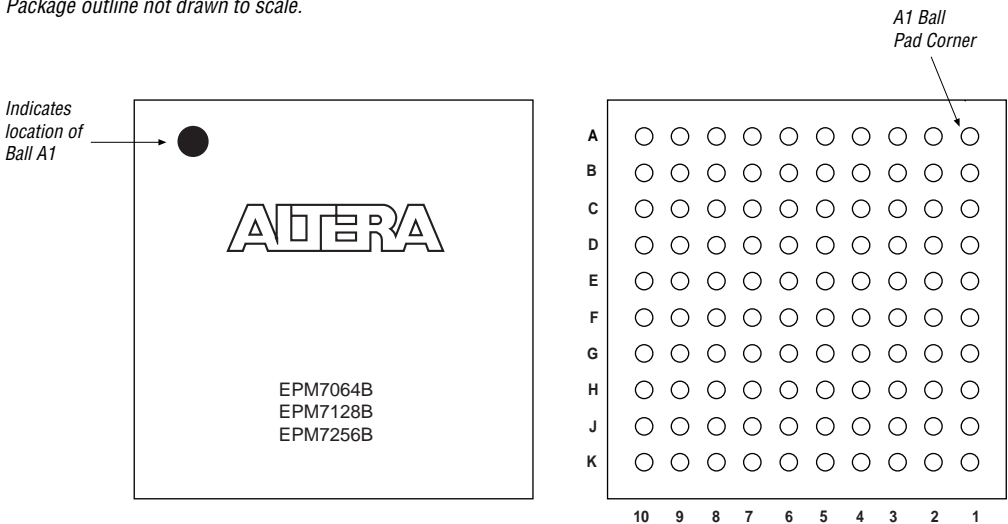 Package outline not drawn to scale.
A1 Ball
Pad Corner
Indicates
location of
Ball A1
ALTERA
EPM7064B
EPM7128B
EPM7256B
A
B
C
D
E
F
G
H
J
K
10 9 8 7 6 5 4 3 2 1